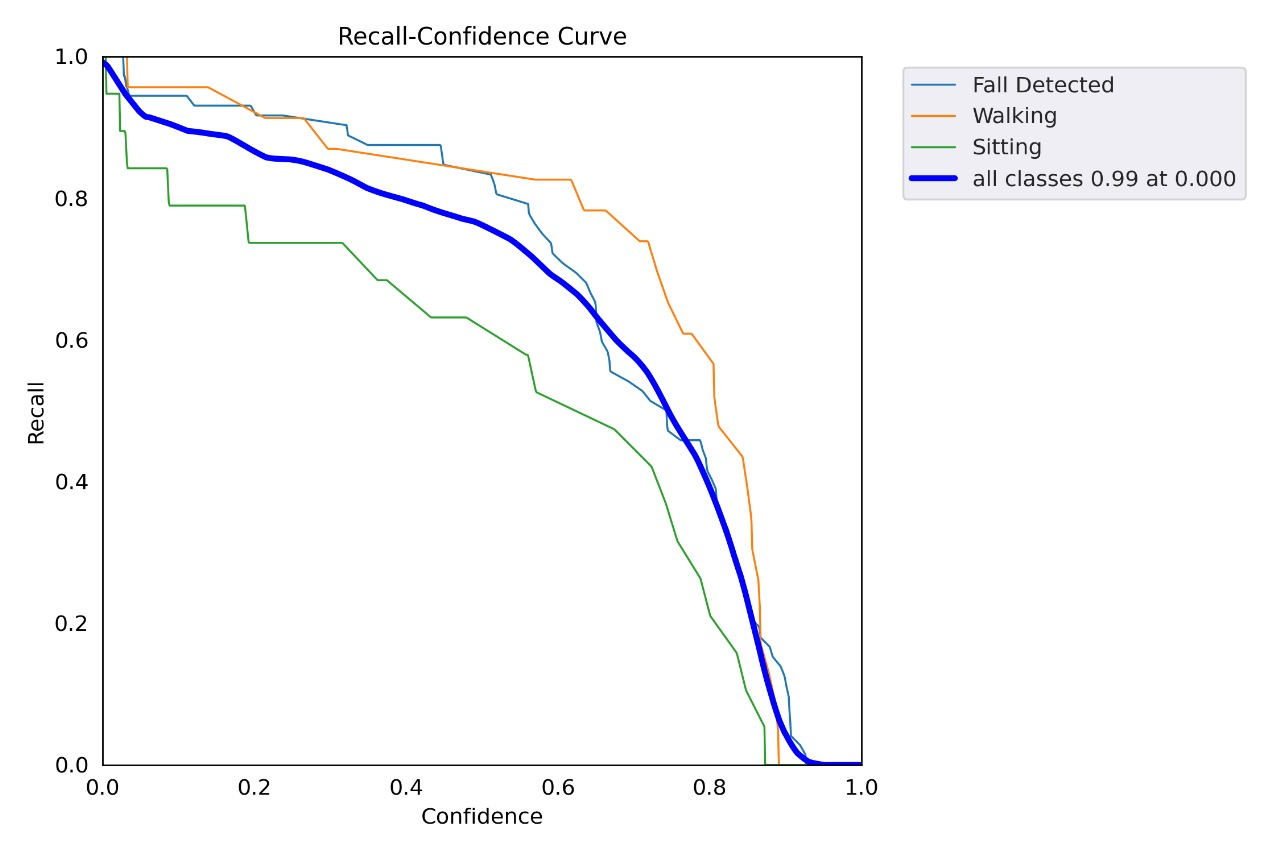 Recall-Confidence Curve
1.0
0.8
0.6
0.4
0.2
0.0
Recall
0.0 0.2 0.4 0.6 0.8 1.0
Confidence
Fall Detected
Walking
Sitting
all classes 0.99 at 0.000